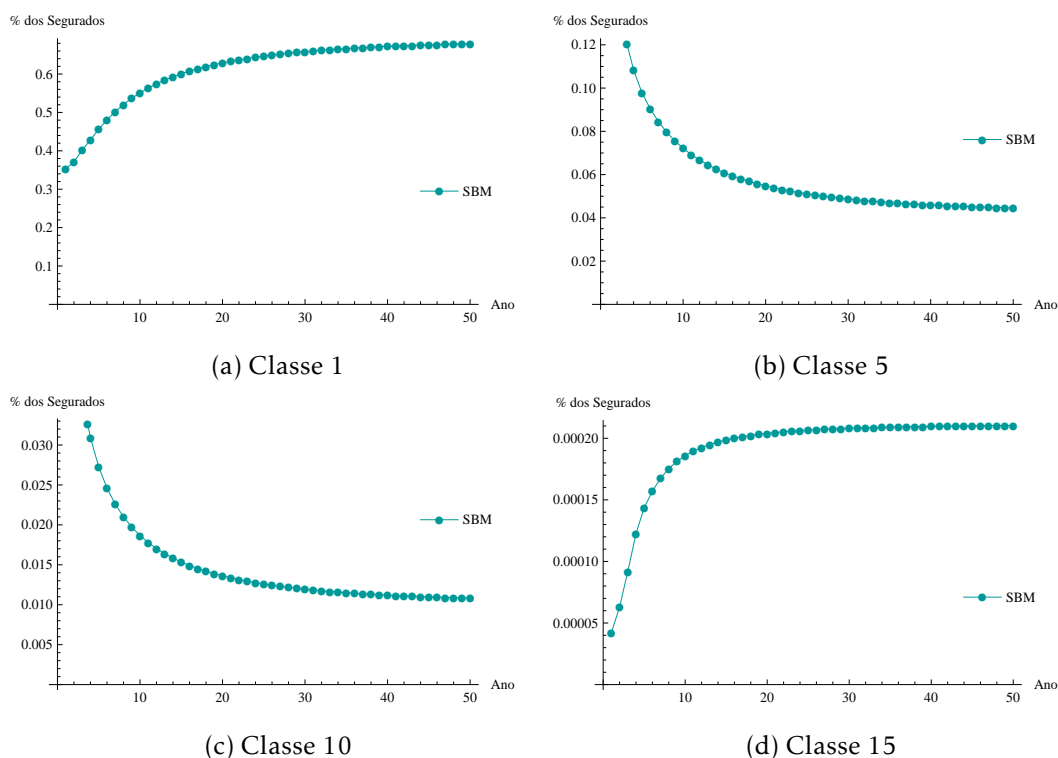 % dos Segurados
0.6
0.5
0.4
0.3
0.2
0.1
10 20 30 40 50
Ano
SBM
(a) Classe 1
% dos Segurados
0.12
0.10
0.08
0.06
0.04
0.02
10 20 30 40 50
Ano
SBM
(b) Classe 5
% dos Segurados
0.030
0.025
0.020
0.015
0.010
0.005
10 20 30 40 50
Ano
SBM
(c) Classe 10
% dos Segurados
0.00020
0.00015
0.00010
0.00005
10 20 30 40 50
Ano
SBM
(d) Classe 15